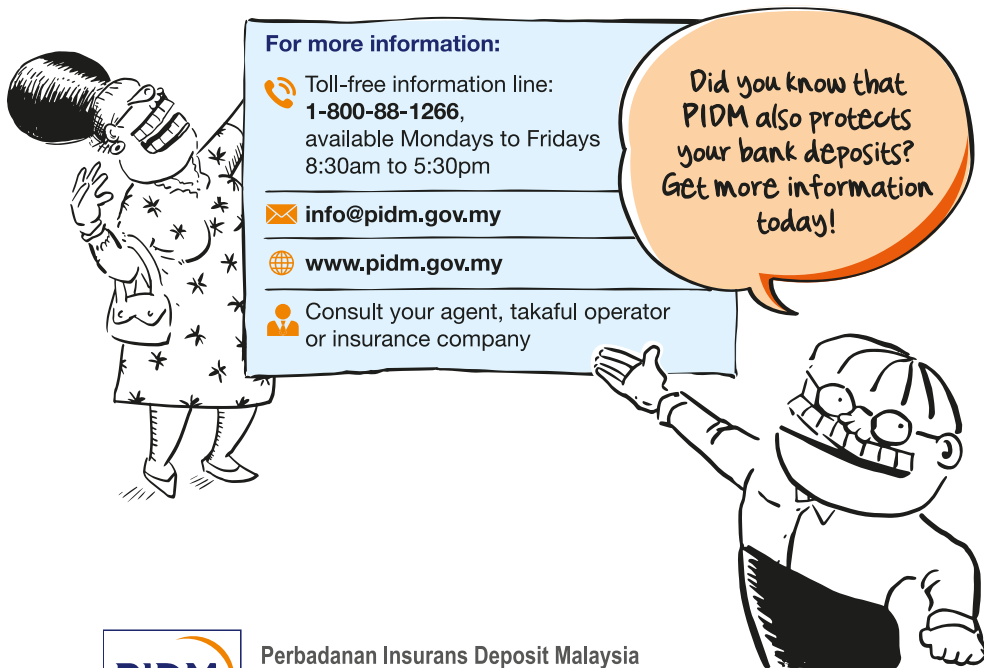 For more information:
Toll-free information line:
1-800-88-1266,
available Mondays to Fridays
8:30am to 5:30pm
info@pidm.gov.my
www.pidm.gov.my
Consult your agent, takaful operator
or insurance company
Did you know that
PIDM also protects
your bank deposits?
Get more information
today!
PIDM
Perbadanan Insurans Deposit Malaysia